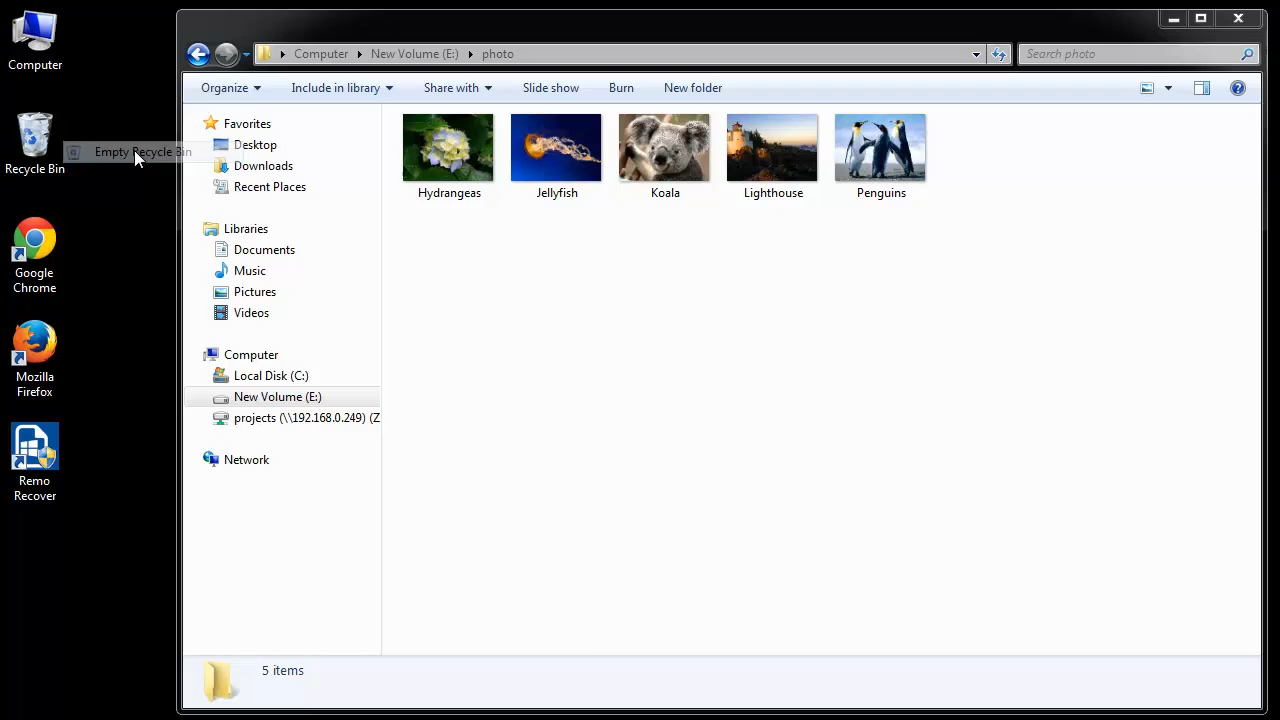 Computer
Recycle Bin
Empty Recycle Bin
Google
Chrome
Mozilla
Firefox
Remo
Recover
Computer New Volume (E:) photo
Search photo
Organize Include in library Share with Slide show Burn New folder
Favorites
Desktop
Downloads
Recent Places
Libraries
Documents
Music
Pictures
Videos
Computer
Local Disk (C:)
New Volume (E:)
projects (\\192.168.0.249) (Z
Network
Hydrangeas
Jellyfish
Koala
Lighthouse
Penguins
5 items